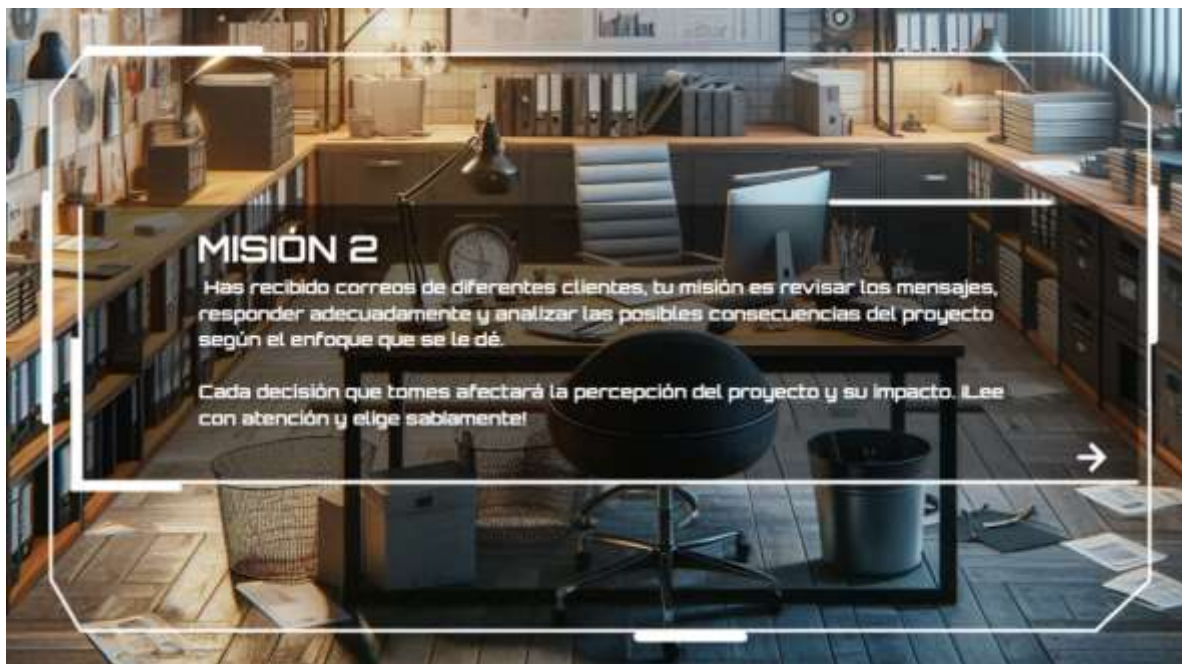 MISIÓN 2
Has recibido correos de diferentes clientes, tu misión es revisar los mensajes,
responder adecuadamente y analizar las posibles consecuencias del proyecto
según el enfoque que se le dé.
Cada decisión que tomes afectará la percepción del proyecto y su impacto. ¡Lee
con atención y elige sabiamente!